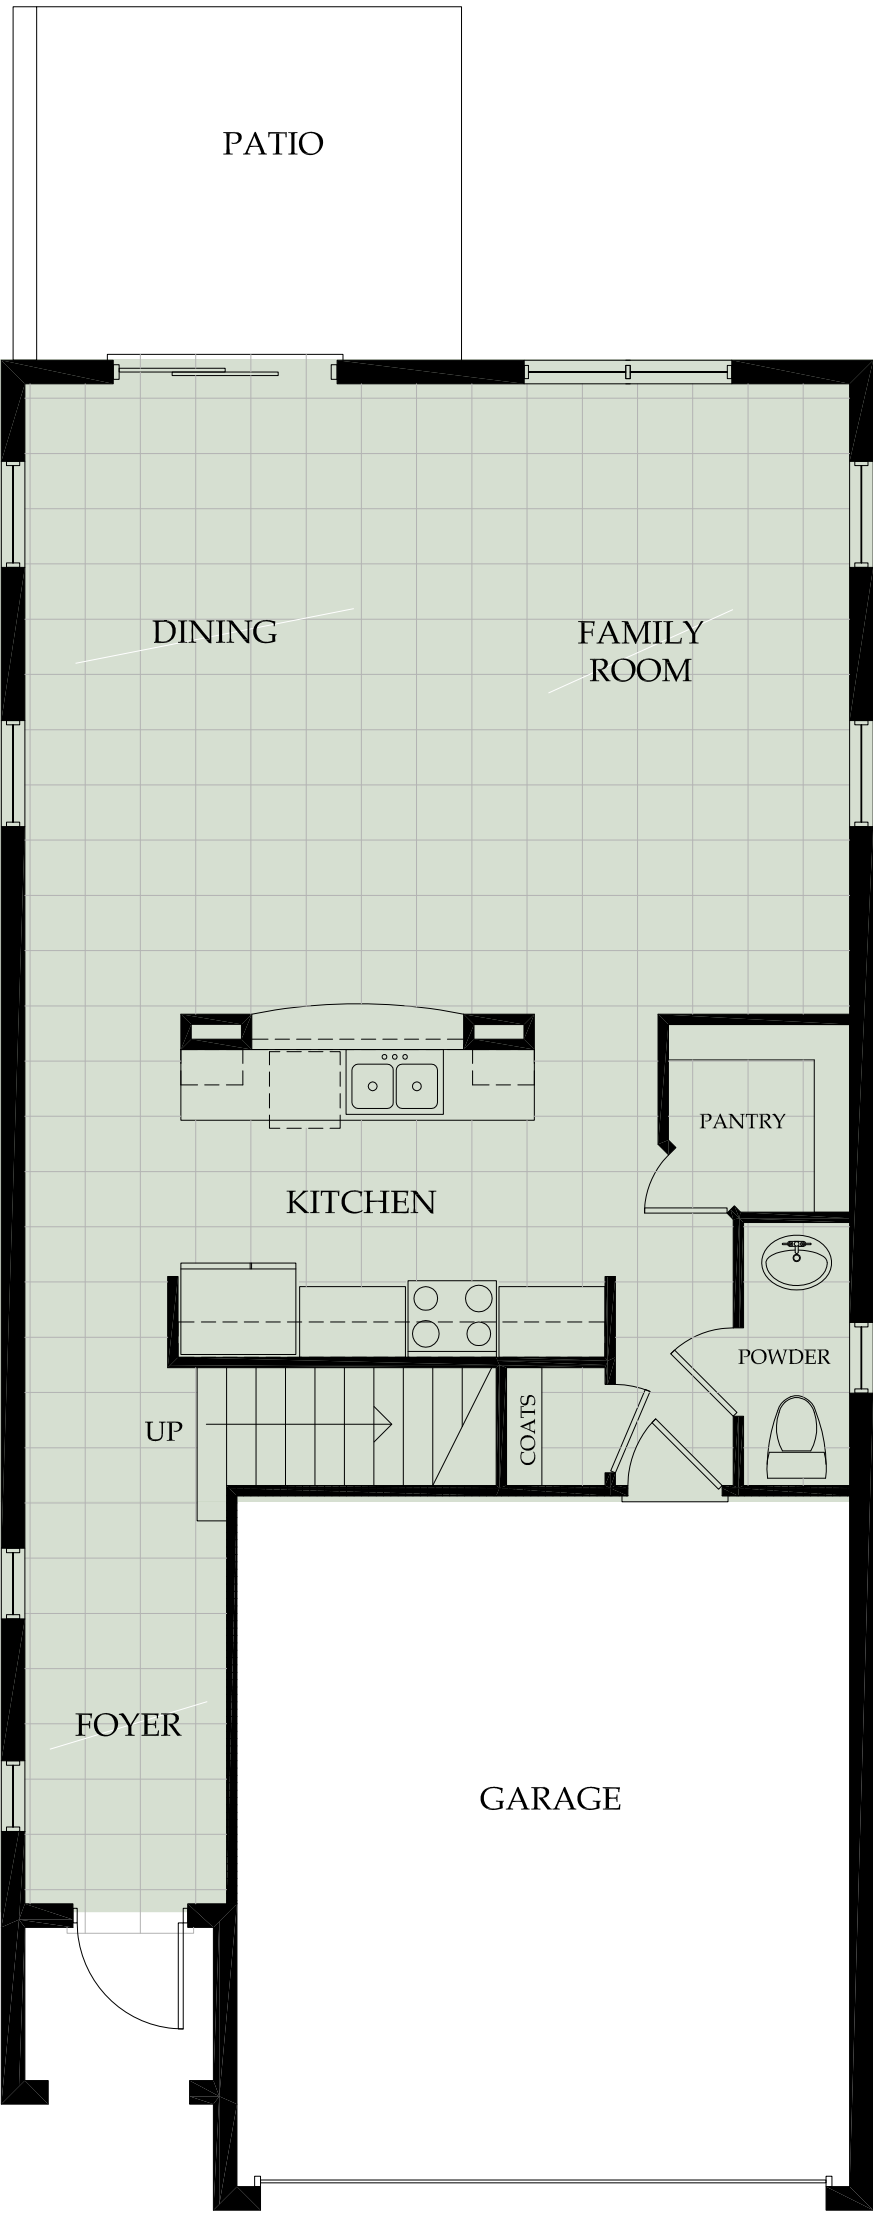 PATIO
DINING
FAMILY
ROOM
PANTRY
KITCHEN
POWDER
UP
COATS
FOYER
GARAGE